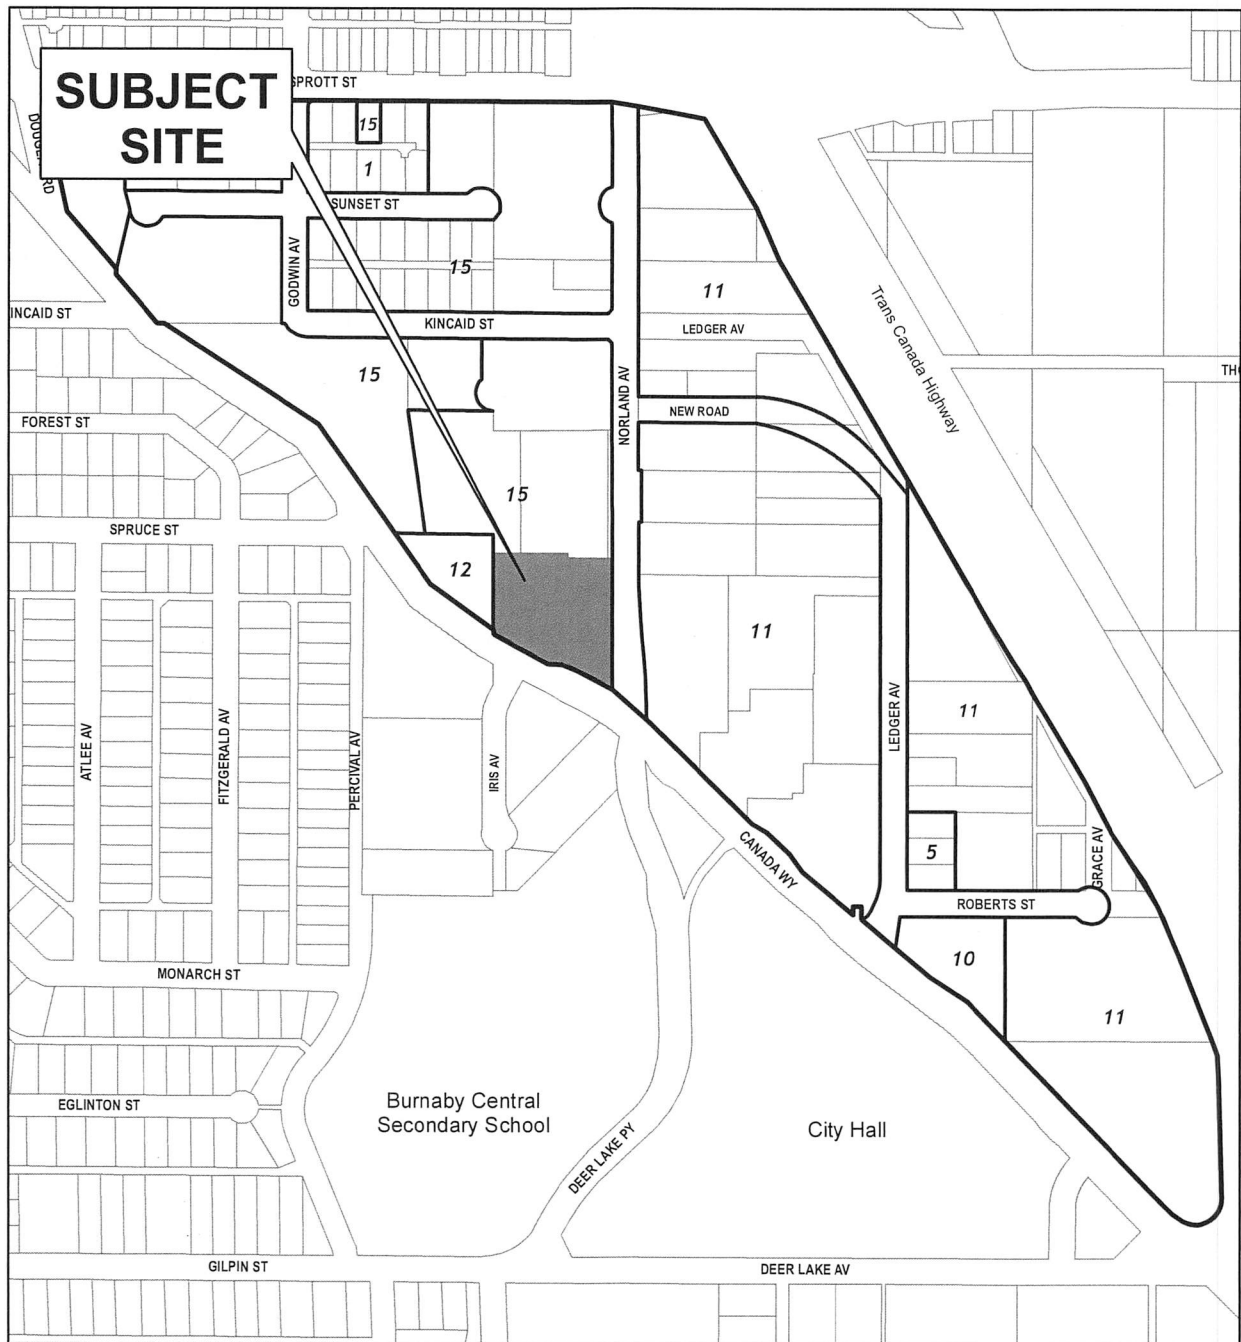 SUBJECT
SITE
SPROTT ST
15
1
SUNSET ST
GODWIN AV
15
11
KINCAID ST
LEDGER AV
Trans Canada Highway
INCAID ST
15
NORLAND AV
NEW ROAD
FOREST ST
15
SPRUCE ST
12
11
LEDGER AV
11
ATLEE AV
FITZGERALD AV
PERCIVAL AV
IRIS AV
CANADA WY
5
GRACE AV
ROBERTS ST
10
11
MONARCH ST
EGLINTON ST
Burnaby Central
Secondary School
City Hall
DEER LAKE PY
GILPIN ST
DEER LAKE AV